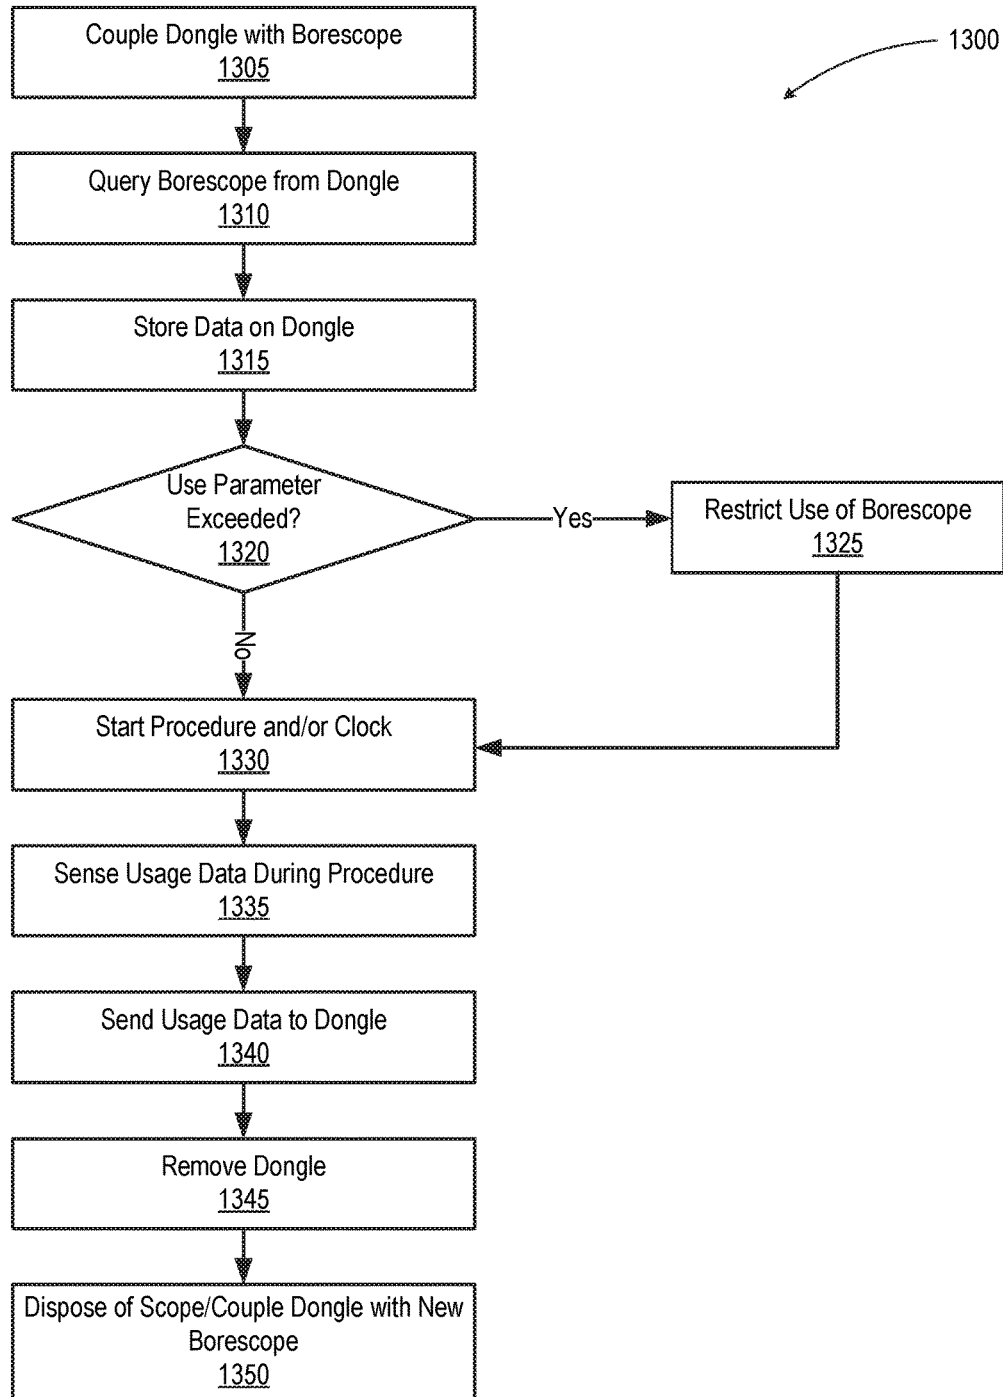 Couple Dongle with Borescope
1305
1300
Query Borescope from Dongle
1310
Store Data on Dongle
1315
Use Parameter
Exceeded?
1320
Yes
Restrict Use of Borescope
1325
No
Start Procedure and/or Clock
1330
Sense Usage Data During Procedure
1335
Send Usage Data to Dongle
1340
Remove Dongle
1345
Dispose of Scope/Couple Dongle with New
Borescope
1350